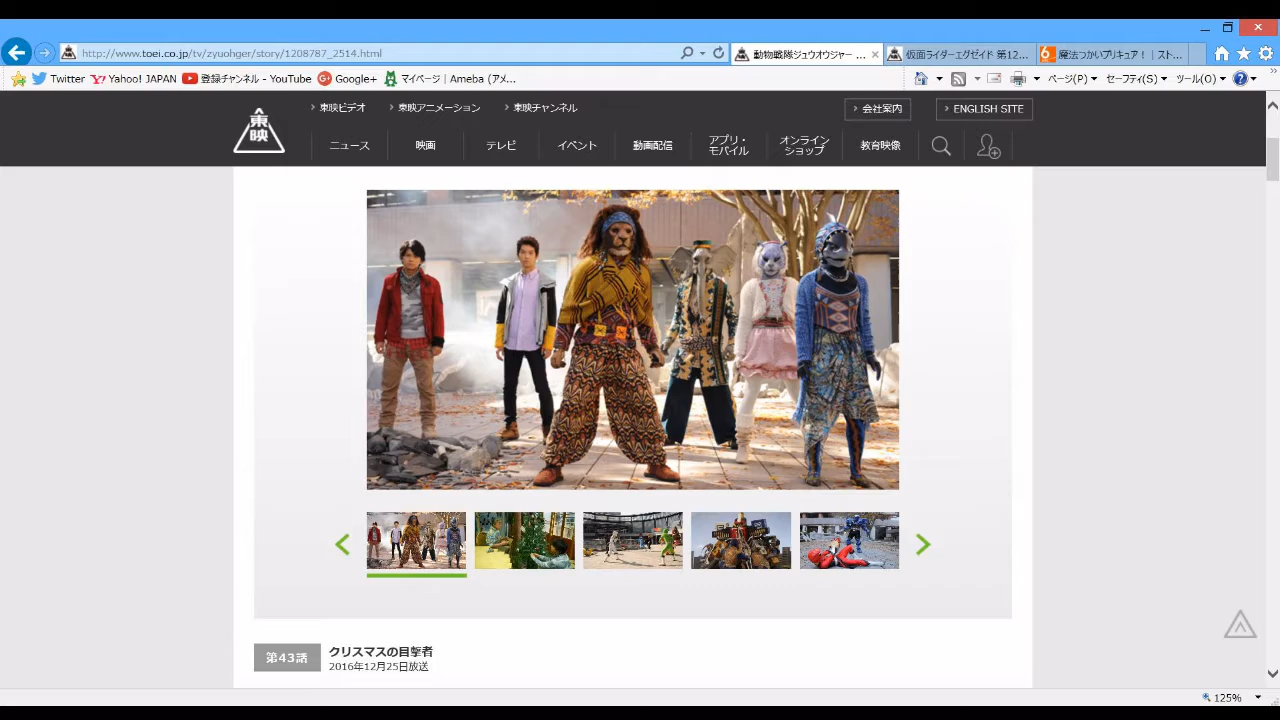 http://www.toei.co.jp/tv/zyuohger/story/1208787_2514.html
動物戦隊ジュウオウジャー ...
仮面ライダーエグゼイド 第12...
魔法つかいプリキュア！｜スト...
Twitter
Yahoo! JAPAN
登録チャンネル - YouTube
Google+
マイページ｜Ameba (アメ...
ページ(P)
セーフティ(S)
ツール(O)
東映
東映ビデオ
東映アニメーション
東映チャンネル
会社案内
ENGLISH SITE
ニュース
映画
テレビ
イベント
動画配信
アプリ・
モバイル
オンライン
ショップ
教育映像
第43話
クリスマスの目撃者
2016年12月25日放送
125%